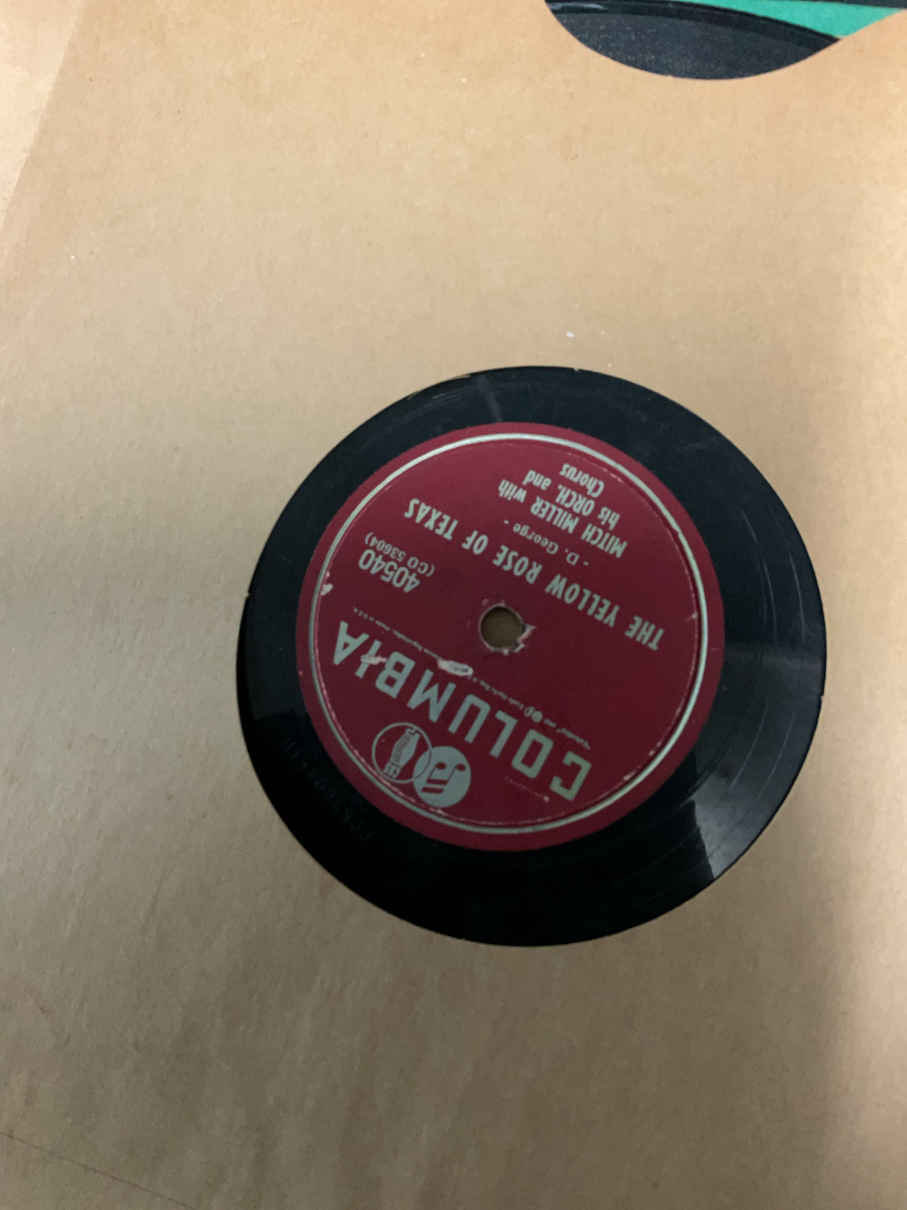 COLUMBIA
40540
(CO 53604)
THE YELLOW ROSE OF TEXAS
- D. George -
MITCH MILLER with
his ORCH. and
Chorus